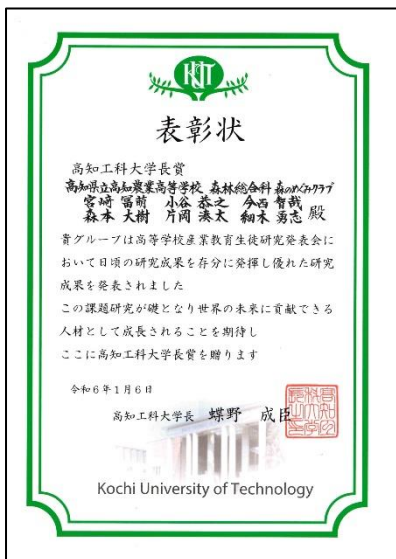 表彰状
高知工科大学長賞
高知県立高知農業高等学校 森林総合科 森のめぐみクラブ
小谷 恭之 今西 智哉
森本 大樹 片岡 湊太 細木 勇志 殿
貴グループは高等学校産業教育生徒研究発表会に
おいて日頃の研究成果を存分に発揮し優れた研究
成果を発表されました
この課題研究が礎となり世界の未来に貢献できる
人材として成長されることを期待し
ここに高知工科大学長賞を贈ります
令和6年1月6日
高知工科大学長 蝶野 成臣
Kochi University of Technology